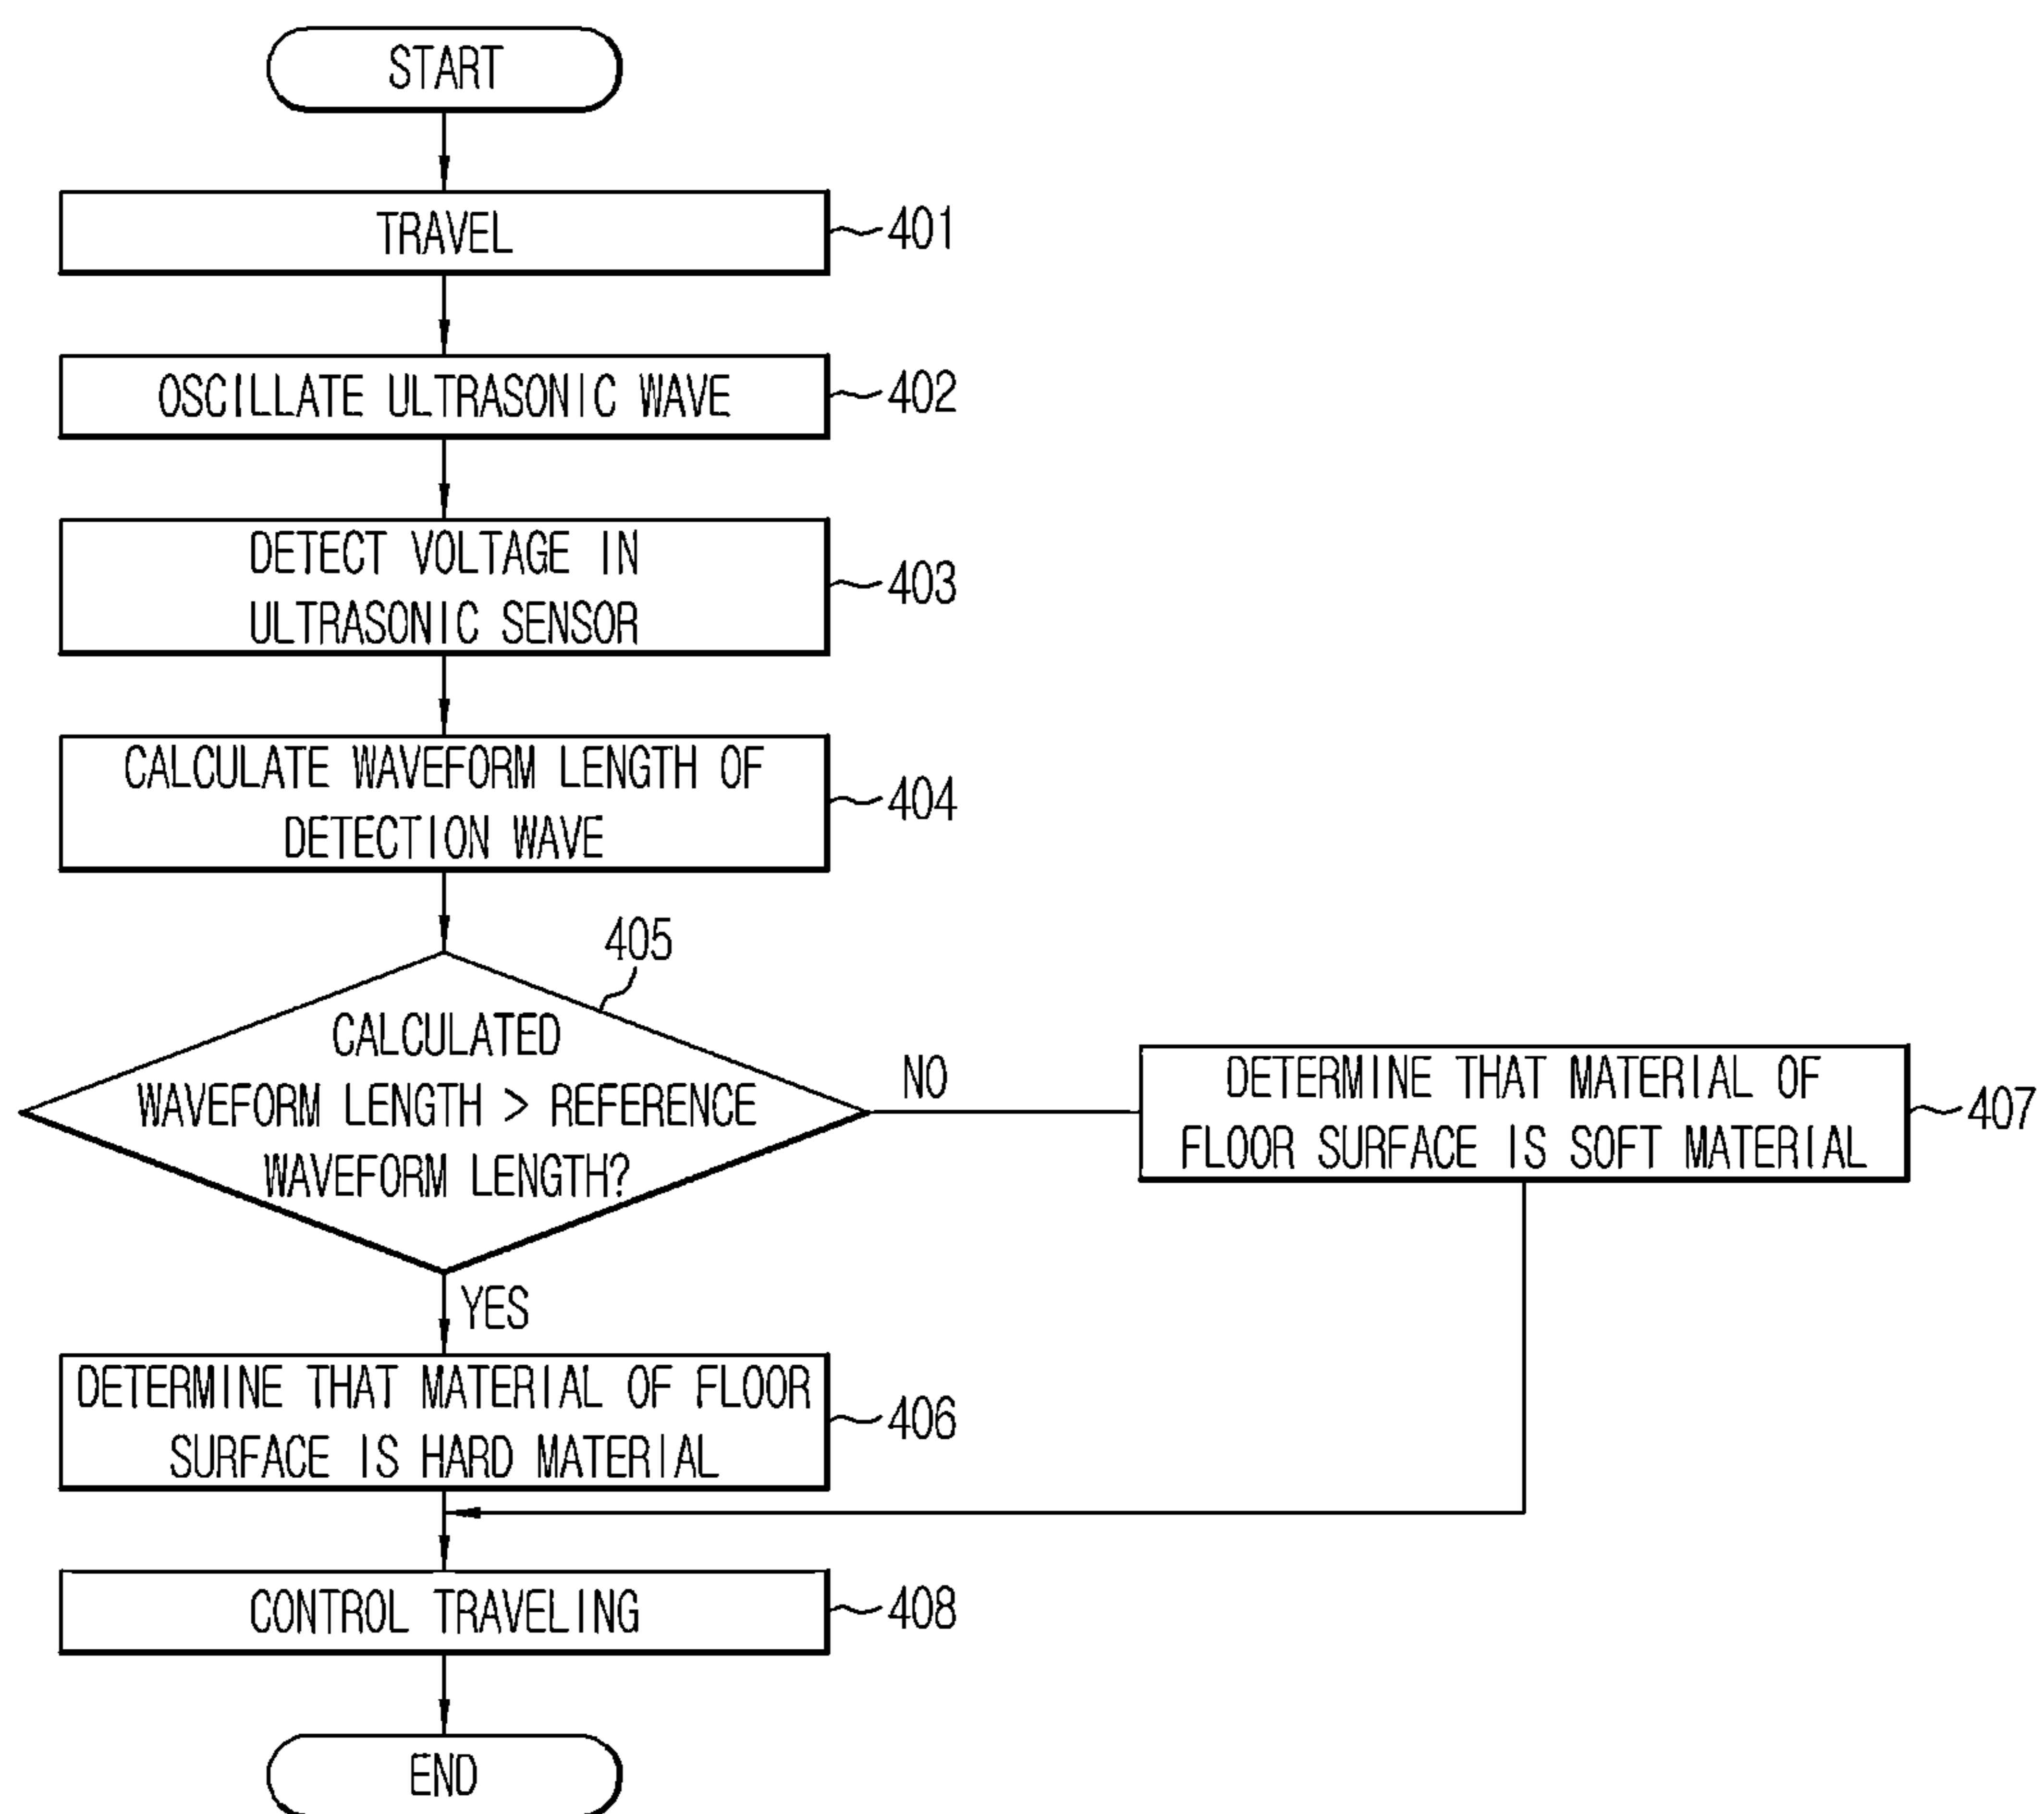 START
TRAVEL
401
OSCILLATE ULTRASONIC WAVE
402
DETECT VOLTAGE IN
ULTRASONIC SENSOR
403
CALCULATE WAVEFORM LENGTH OF
DETECTION WAVE
404
405
CALCULATED
WAVEFORM LENGTH > REFERENCE
WAVEFORM LENGTH?
NO
DETERMINE THAT MATERIAL OF
FLOOR SURFACE IS SOFT MATERIAL
407
YES
DETERMINE THAT MATERIAL OF FLOOR
SURFACE IS HARD MATERIAL
406
CONTROL TRAVELING
408
END